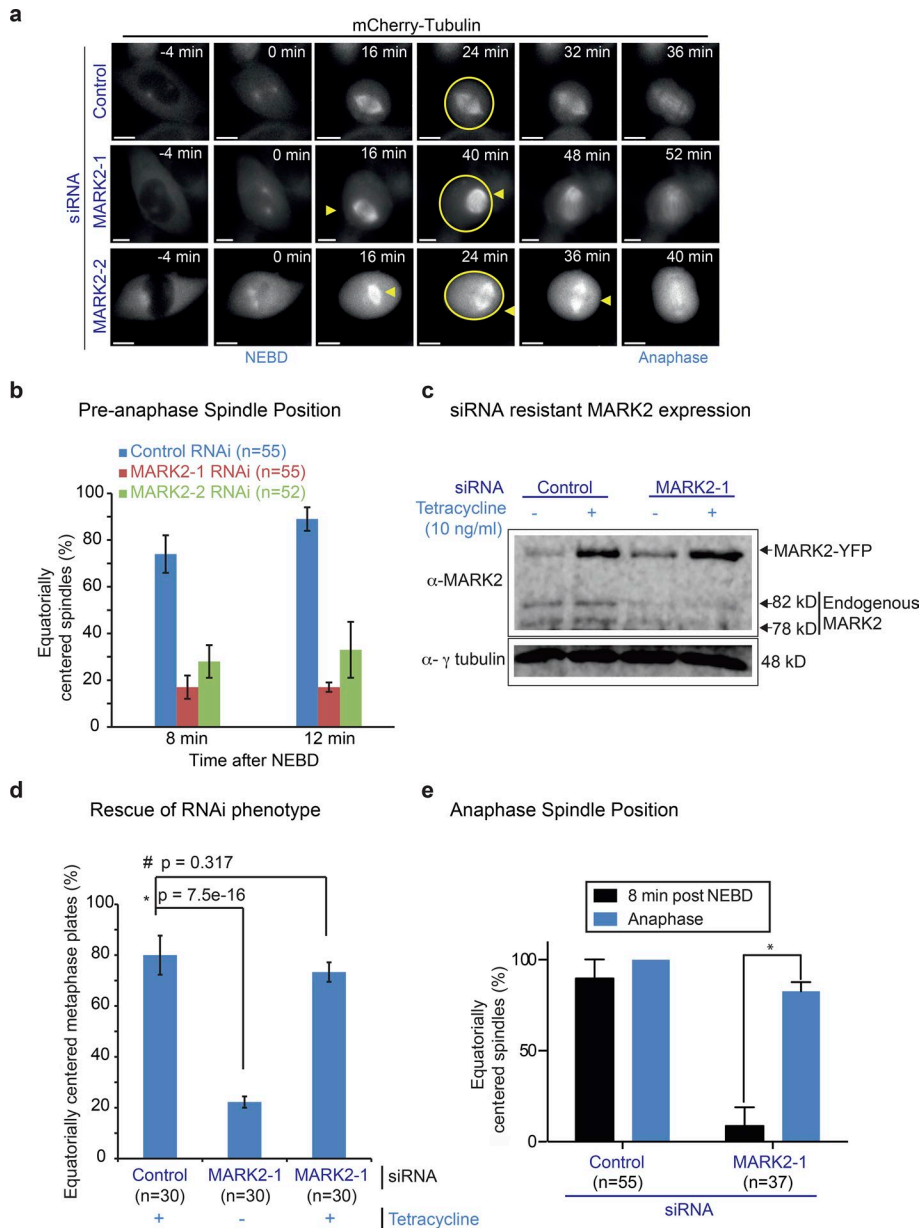 a
mCherry-Tubulin
siRNA
Control
-4 min
0 min
16 min
24 min
32 min
36 min
MARK2-1
-4 min
0 min
16 min
40 min
48 min
52 min
MARK2-2
-4 min
0 min
16 min
24 min
36 min
40 min
NEBD
Anaphase
b
Pre-anaphase Spindle Position
Control RNAi (n=55)
MARK2-1 RNAi (n=55)
MARK2-2 RNAi (n=52)
Equatorially
centered spindles (%)
100
80
60
40
20
0
8 min
12 min
Time after NEBD
c
siRNA resistant MARK2 expression
siRNA
Control
MARK2-1
Tetracycline
(10 ng/ml)
- + - +
α-MARK2
MARK2-YFP
82 kD
78 kD
Endogenous
MARK2
α- γ tubulin
48 kD
d
Rescue of RNAi phenotype
# p = 0.317
* p = 7.5e-16
Equatorially centered metaphase plates (%)
100
80
60
40
20
0
Control
MARK2-1
MARK2-1
siRNA
(n=30)
(n=30)
(n=30)
+ - +
Tetracycline
e
Anaphase Spindle Position
8 min post NEBD
Anaphase
*
Equatorially
centered spindles (%)
100
50
0
Control
MARK2-1
(n=55)
(n=37)
siRNA